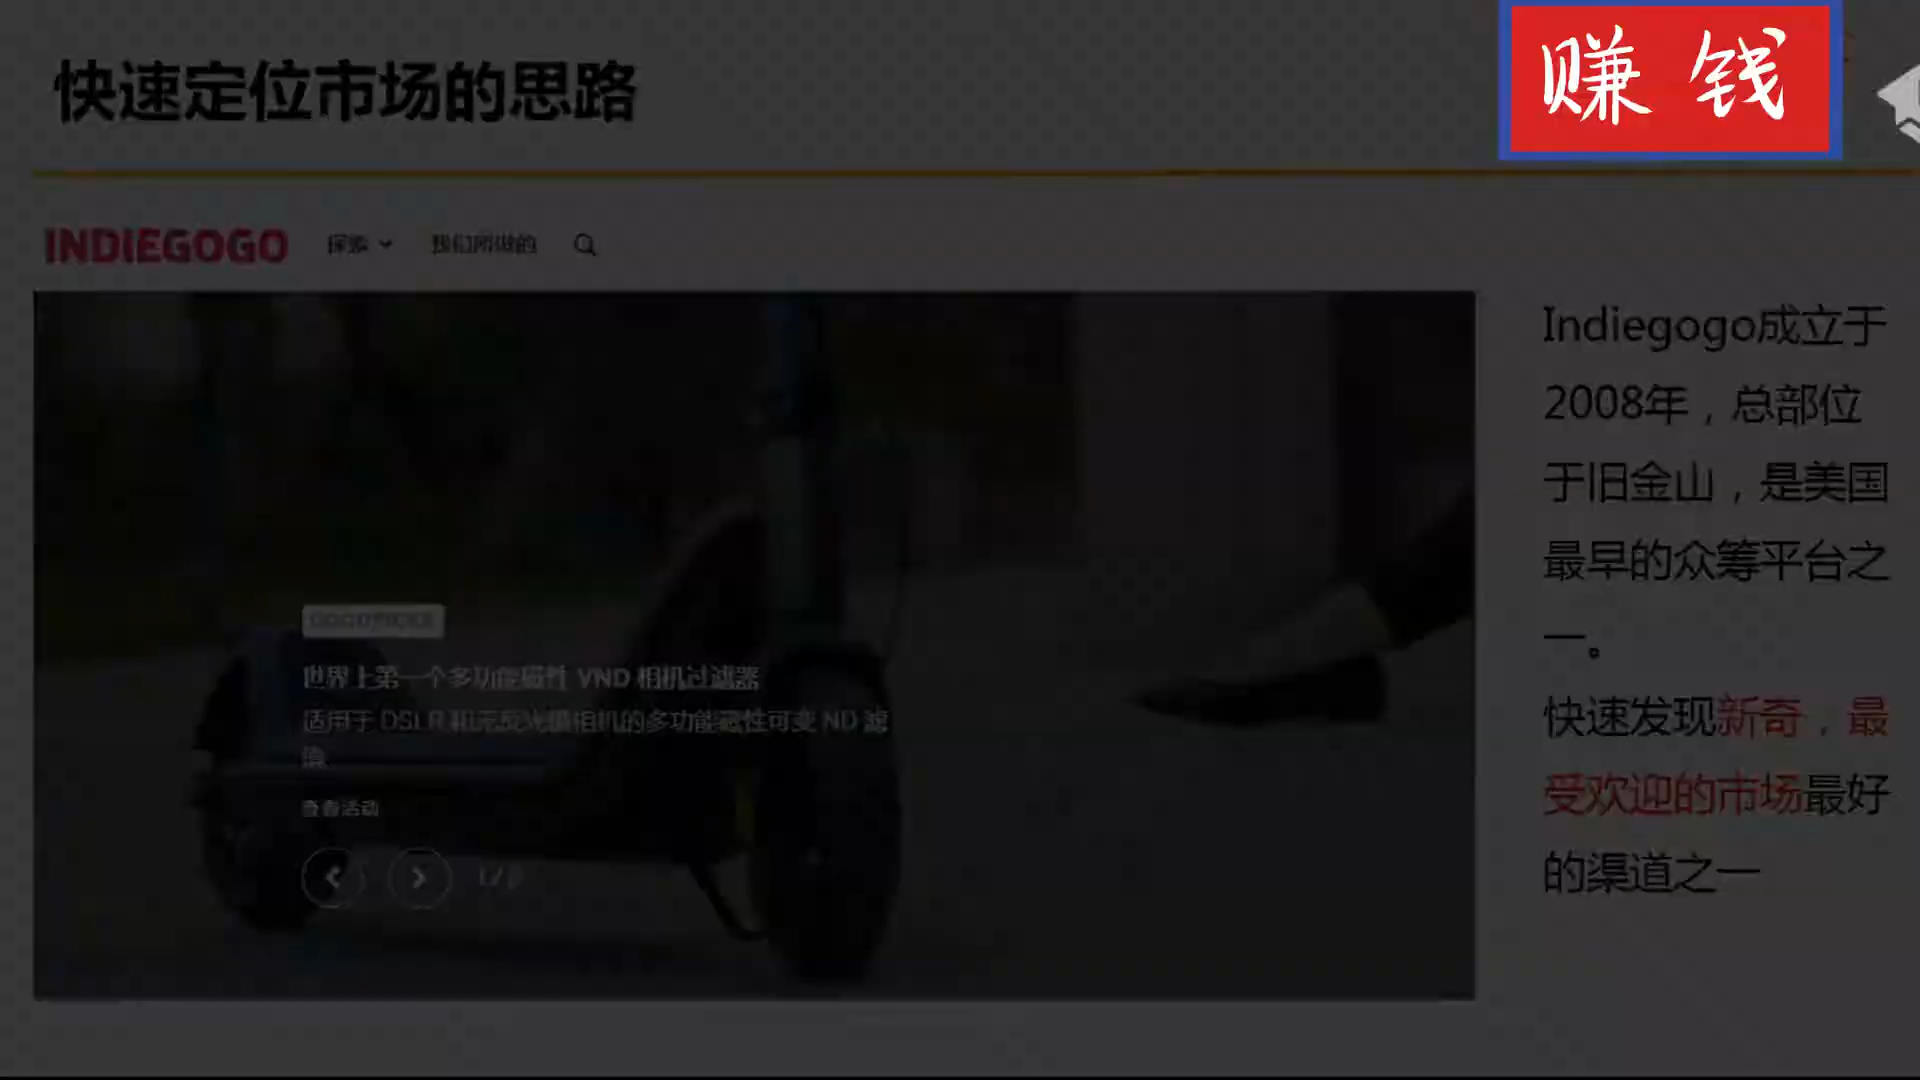 快速定位市场的思路
赚 钱
INDIEGOGO
探索
我们所做的
Indiegogo成立于
2008年，总部位
于旧金山，是美国
最早的众筹平台之
一。
快速发现新奇，最
受欢迎的市场最好
的渠道之一
世界上第一个多功能磁性 VND 相机过滤器
适用于 DSLR 和无反光镜相机的多功能磁性可变 ND 滤
镜。
查看活动